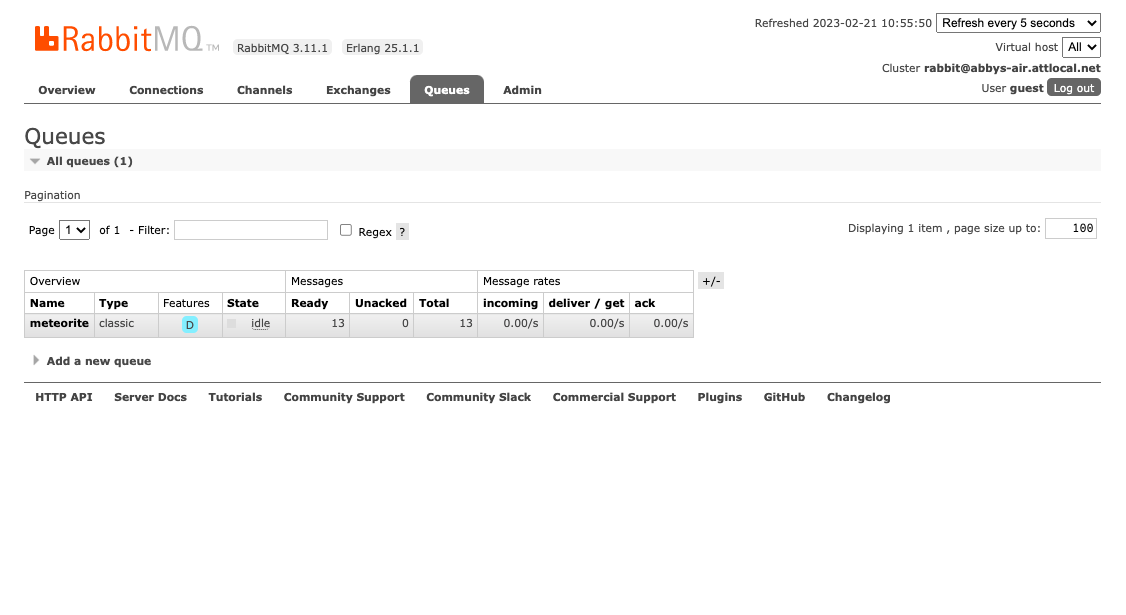 Refreshed 2023-02-21 10:55:50 Refresh every 5 seconds
RabbitMQ TM RabbitMQ 3.11.1 Erlang 25.1.1
Virtual host All
Cluster rabbit@abbys-air.attlocal.net
User guest Log out
Overview Connections Channels Exchanges Queues Admin
Queues
All queues (1)
Pagination
Page 1 of 1 - Filter: Regex ? Displaying 1 item , page size up to: 100
Overview Messages Message rates +/-
Name Type Features State Ready Unacked Total incoming deliver / get ack
meteorite classic D idle 13 0 13 0.00/s 0.00/s 0.00/s
Add a new queue
HTTP API Server Docs Tutorials Community Support Community Slack Commercial Support Plugins GitHub Changelog